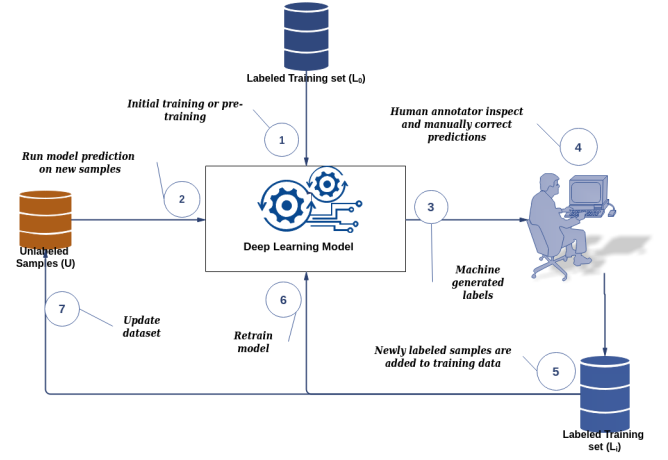 Labeled Training set (L₀)
Initial training or pre-
training
1
Human annotator inspect
and manually correct
predictions
4
Run model prediction
on new samples
2
3
Deep Learning Model
Unlabeled
Samples (U)
Machine
generated
labels
7
Update
dataset
6
Retrain
model
Newly labeled samples are
added to training data
5
Labeled Training
set (Lᵢ)